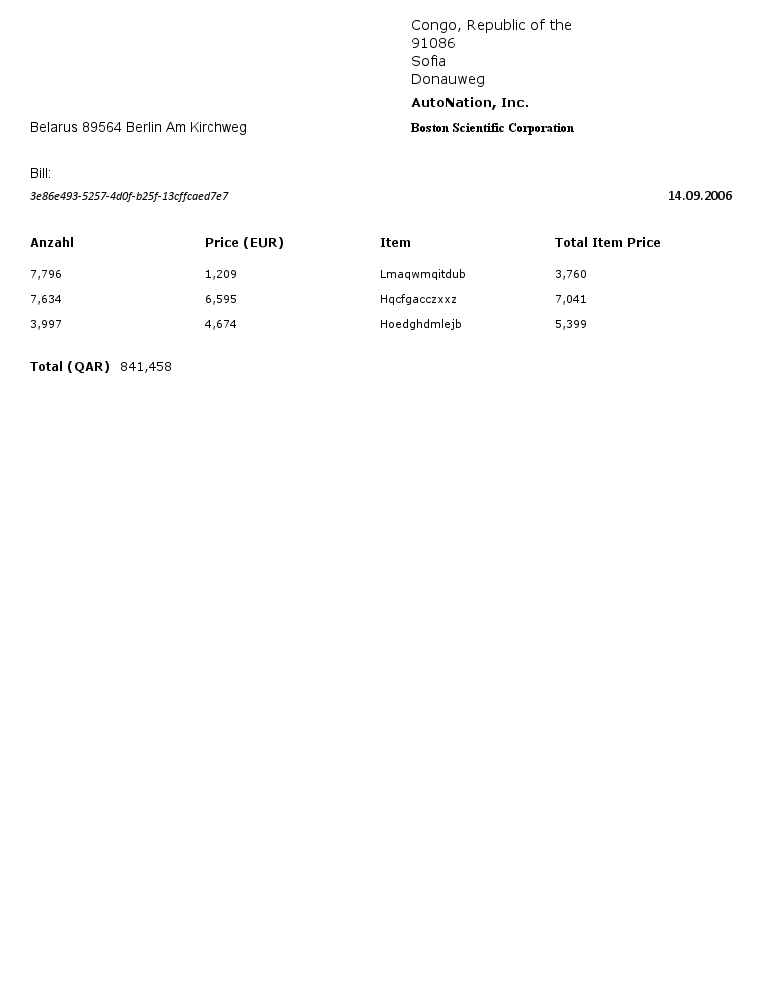 Congo, Republic of the
91086
Sofia
Donauweg
AutoNation, Inc.
Belarus 89564 Berlin Am Kirchweg
Boston Scientific Corporation
Bill:
3e86e493-5257-4d0f-b25f-13cffcaed7e7 14.09.2006
Anzahl Price (EUR) Item Total Item Price
7,796 1,209 Lmaqwmqitdub 3,760
7,634 6,595 Hqcfgacczxxz 7,041
3,997 4,674 Hoedghdmlejb 5,399
Total (QAR) 841,458